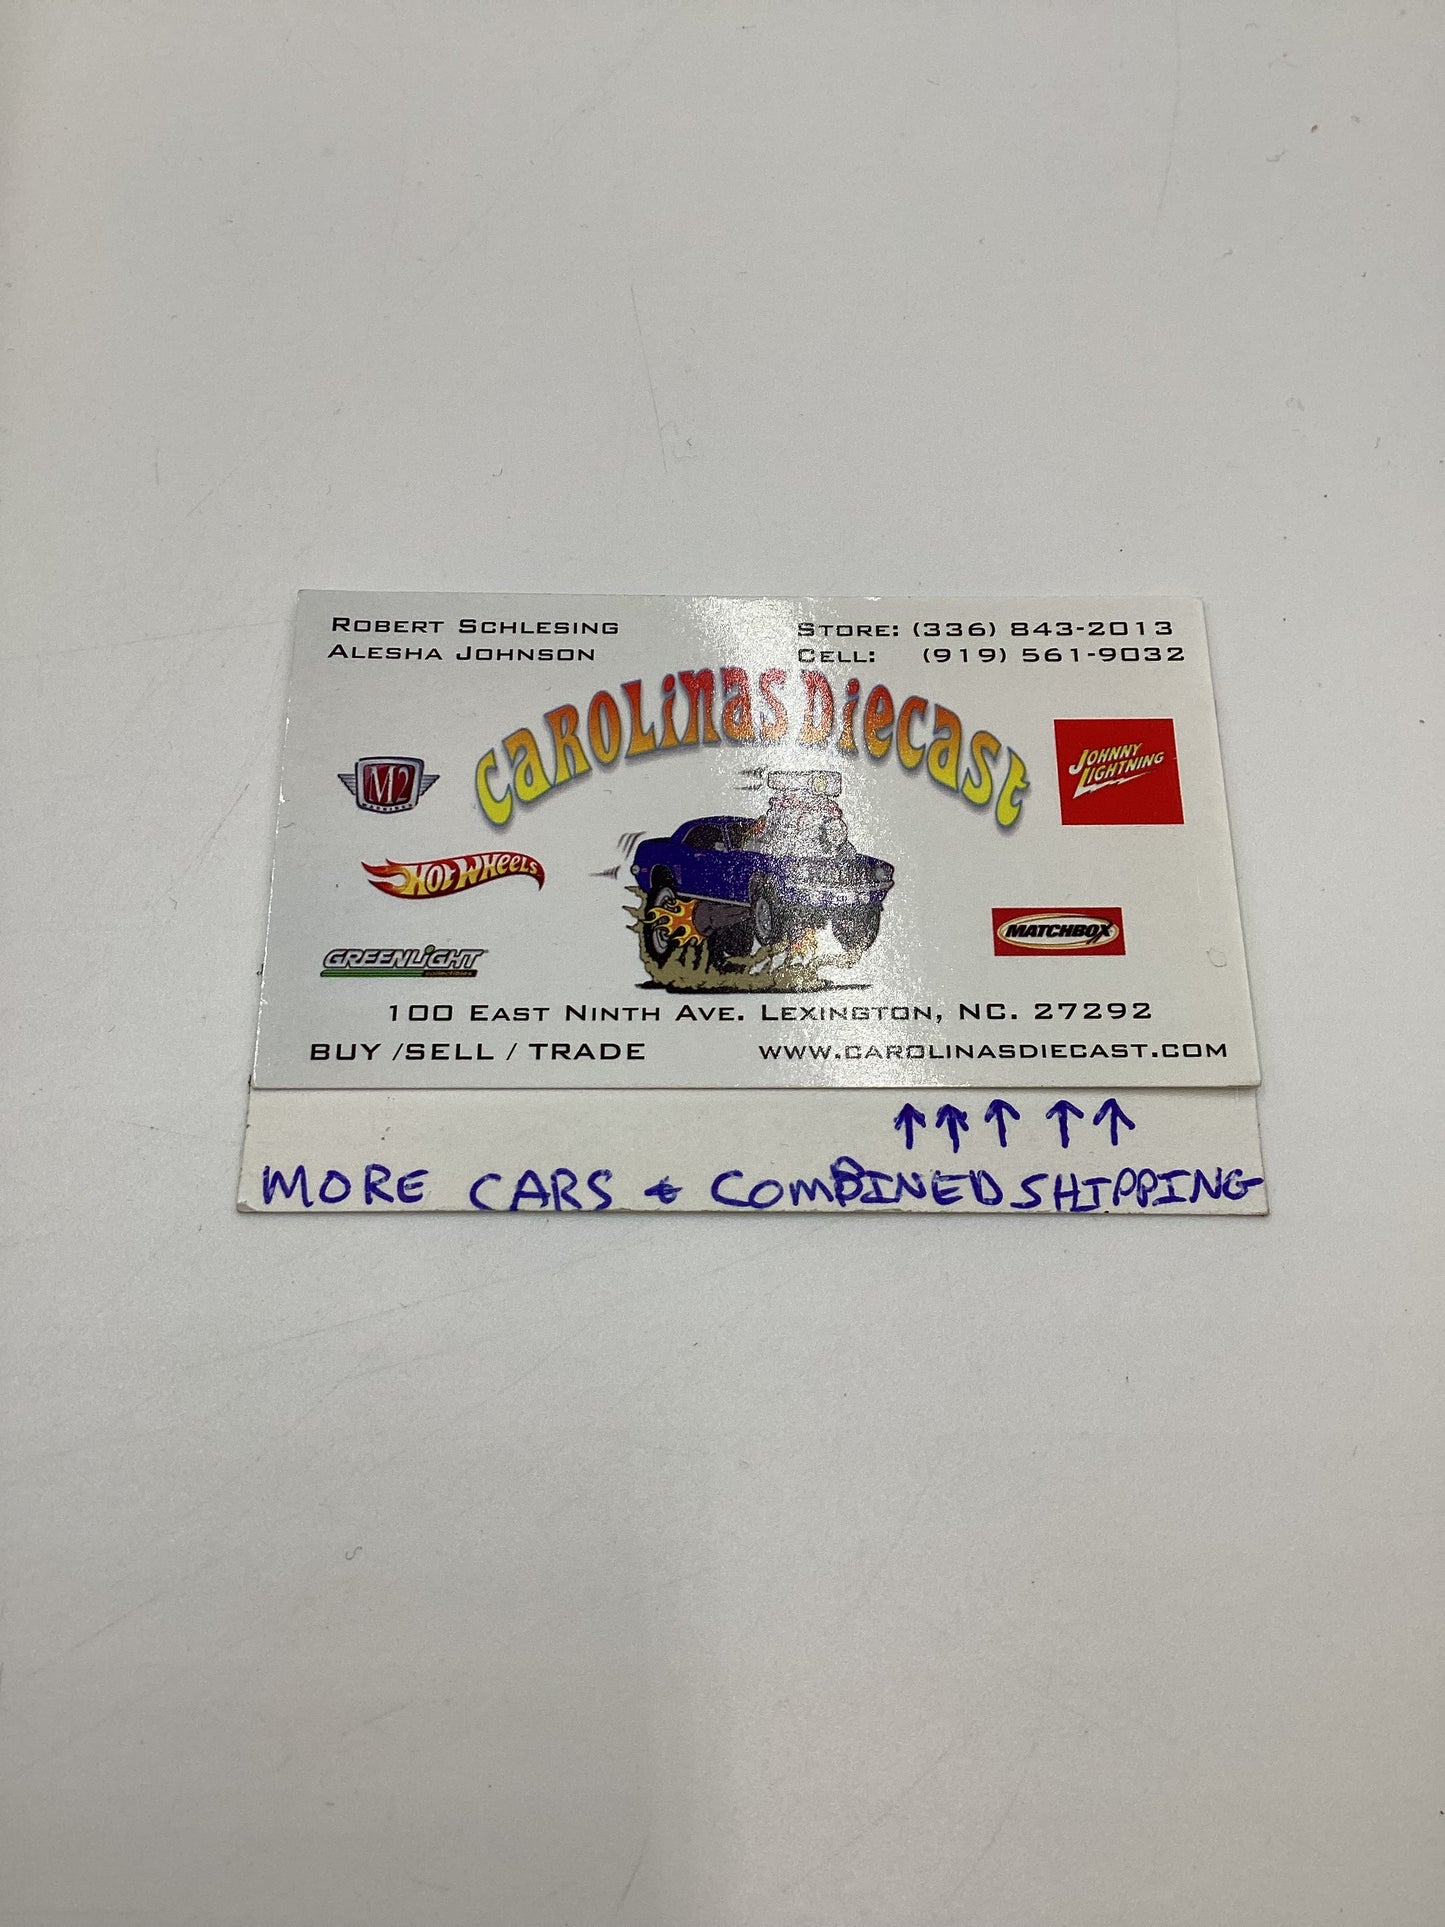 Robert Schlesing
Alesha Johnson
Store: (336) 843-2013
Cell: (919) 561-9032
Carolinas Diecast
M2
MACHINES
JOHNNY LIGHTNING
HOT WHEELS
MATCHBOX
GREENLIGHT
collectibles
100 East Ninth Ave. Lexington, NC. 27292
BUY /SELL / TRADE
www.carolinasdiecast.com
↑ ↑ ↑ ↑ ↑
MORE CARS & COMBINED SHIPPING